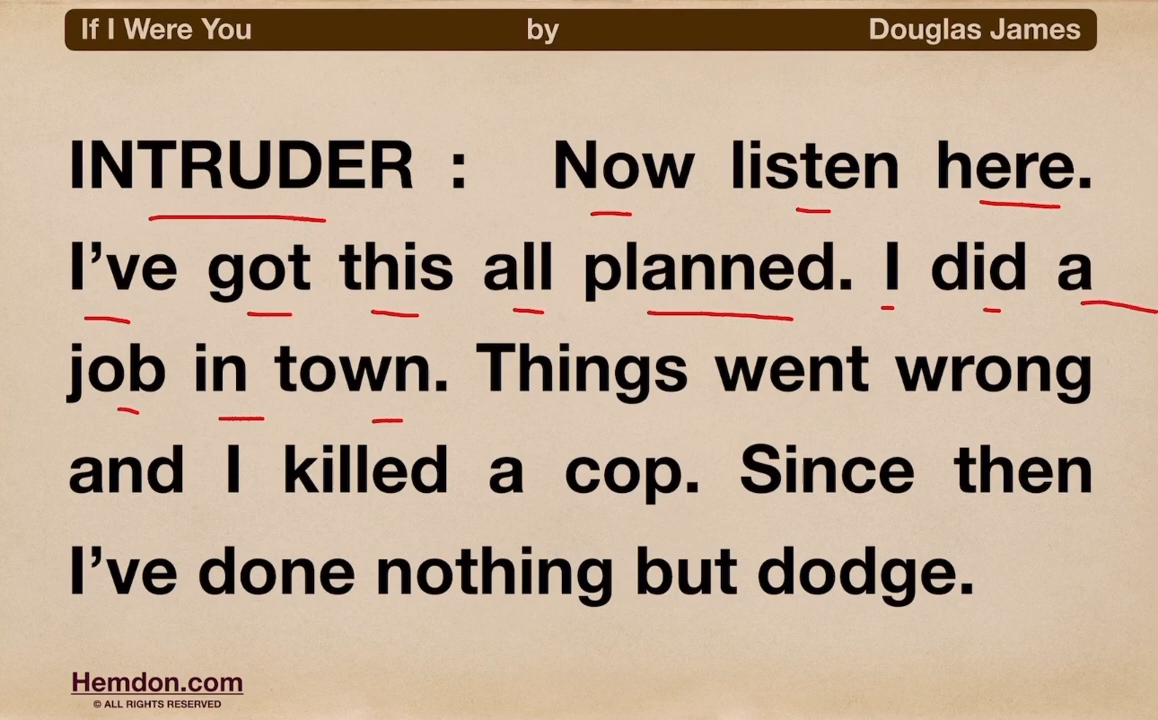 If I Were You by Douglas James
INTRUDER : Now listen here.
I’ve got this all planned. I did a
job in town. Things went wrong
and I killed a cop. Since then
I’ve done nothing but dodge.
Hemdon.com
© ALL RIGHTS RESERVED